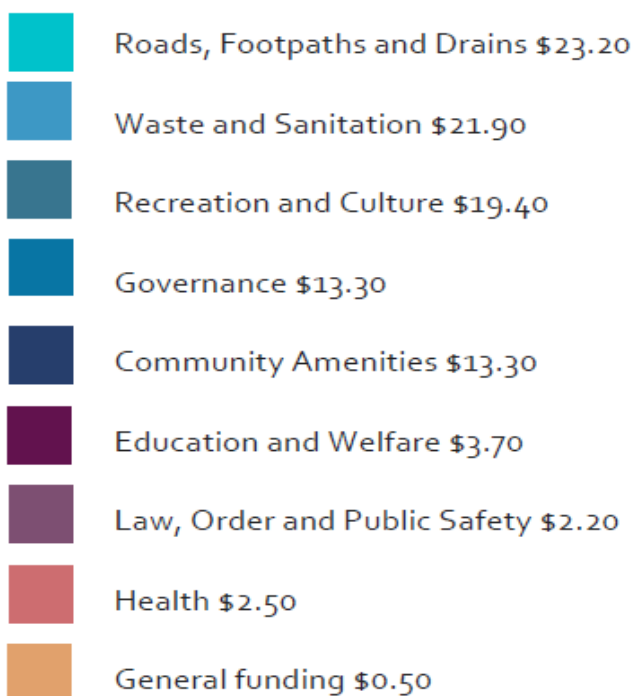 Roads, Footpaths and Drains $23.20
Waste and Sanitation $21.90
Recreation and Culture $19.40
Governance $13.30
Community Amenities $13.30
Education and Welfare $3.70
Law, Order and Public Safety $2.20
Health $2.50
General funding $0.50